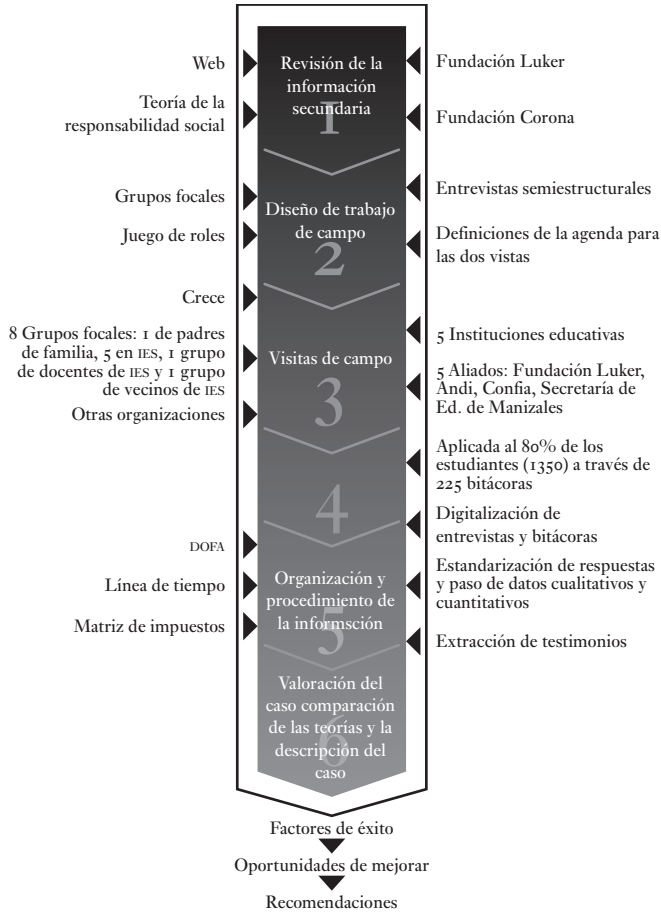 Web
Teoría de la
responsabilidad social
Revisión de la
información
secundaria
1
Fundación Luker
Fundación Corona
Grupos focales
Juego de roles
Diseño de trabajo
de campo
2
Entrevistas semiestructurales
Definiciones de la agenda para
las dos vistas
Crece
8 Grupos focales: 1 de padres
de familia, 5 en IES, 1 grupo
de docentes de IES y 1 grupo
de vecinos de IES
Otras organizaciones
Visitas de campo
3
5 Instituciones educativas
5 Aliados: Fundación Luker,
Andi, Confia, Secretaría de
Ed. de Manizales
4
Aplicada al 80% de los
estudiantes (1350) a través de
225 bitácoras
Digitalización de
entrevistas y bitácoras
DOFA
Línea de tiempo
Matriz de impuestos
Organización y
procedimiento de
la informsción
5
Estandarización de respuestas
y paso de datos cualitativos y
cuantitativos
Extracción de testimonios
Valoración del
caso comparación
de las teorías y la
descripción del
caso
6
Factores de éxito
Oportunidades de mejorar
Recomendaciones